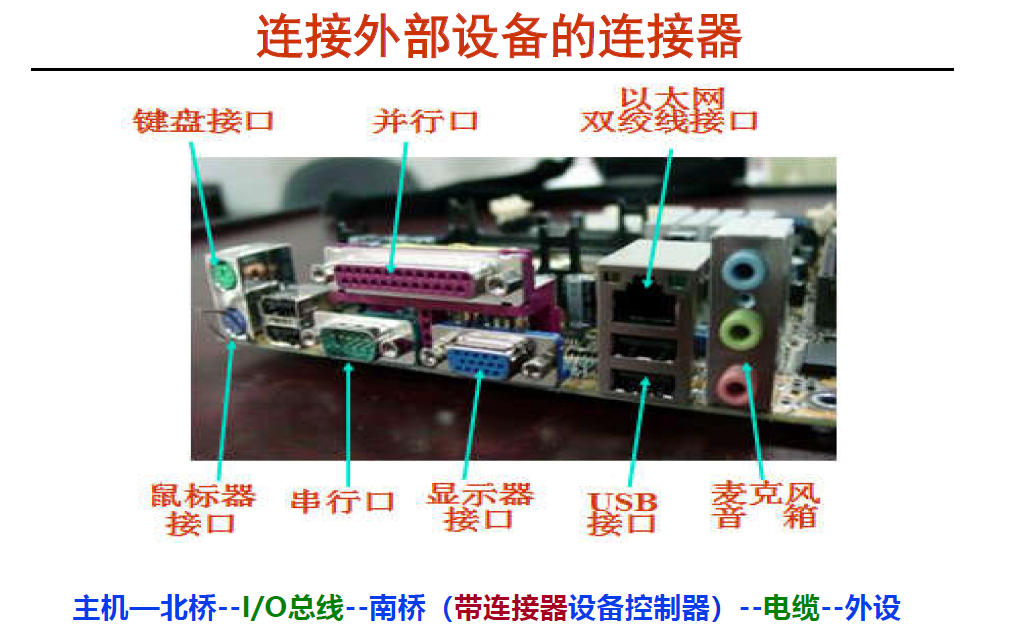 连接外部设备的连接器
键盘接口
并行口
以太网
双绞线接口
鼠标器
接口
串行口
显示器
接口
USB
接口
麦克风
音 箱
主机—北桥--I/O总线--南桥（带连接器设备控制器）--电缆--外设